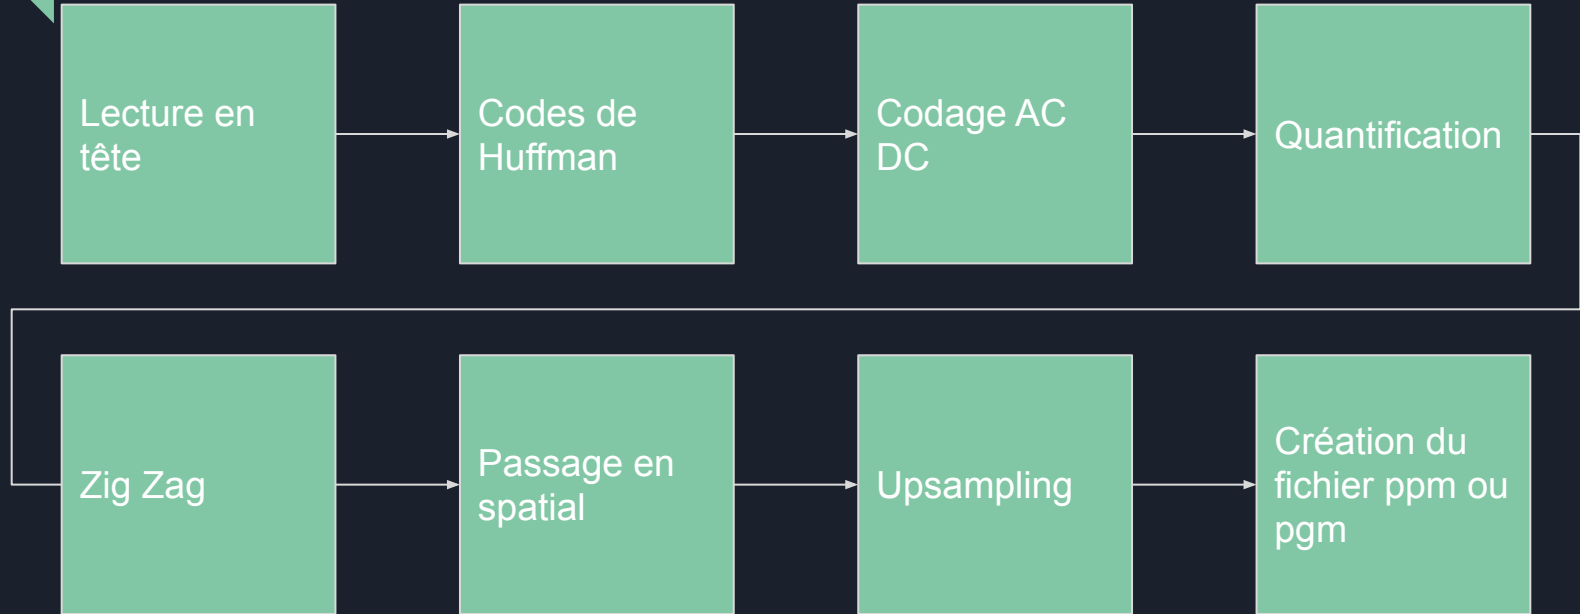 Lecture en
tête
Codes de
Huffman
Codage AC
DC
Quantification
Zig Zag
Passage en
spatial
Upsampling
Création du
fichier ppm ou
pgm